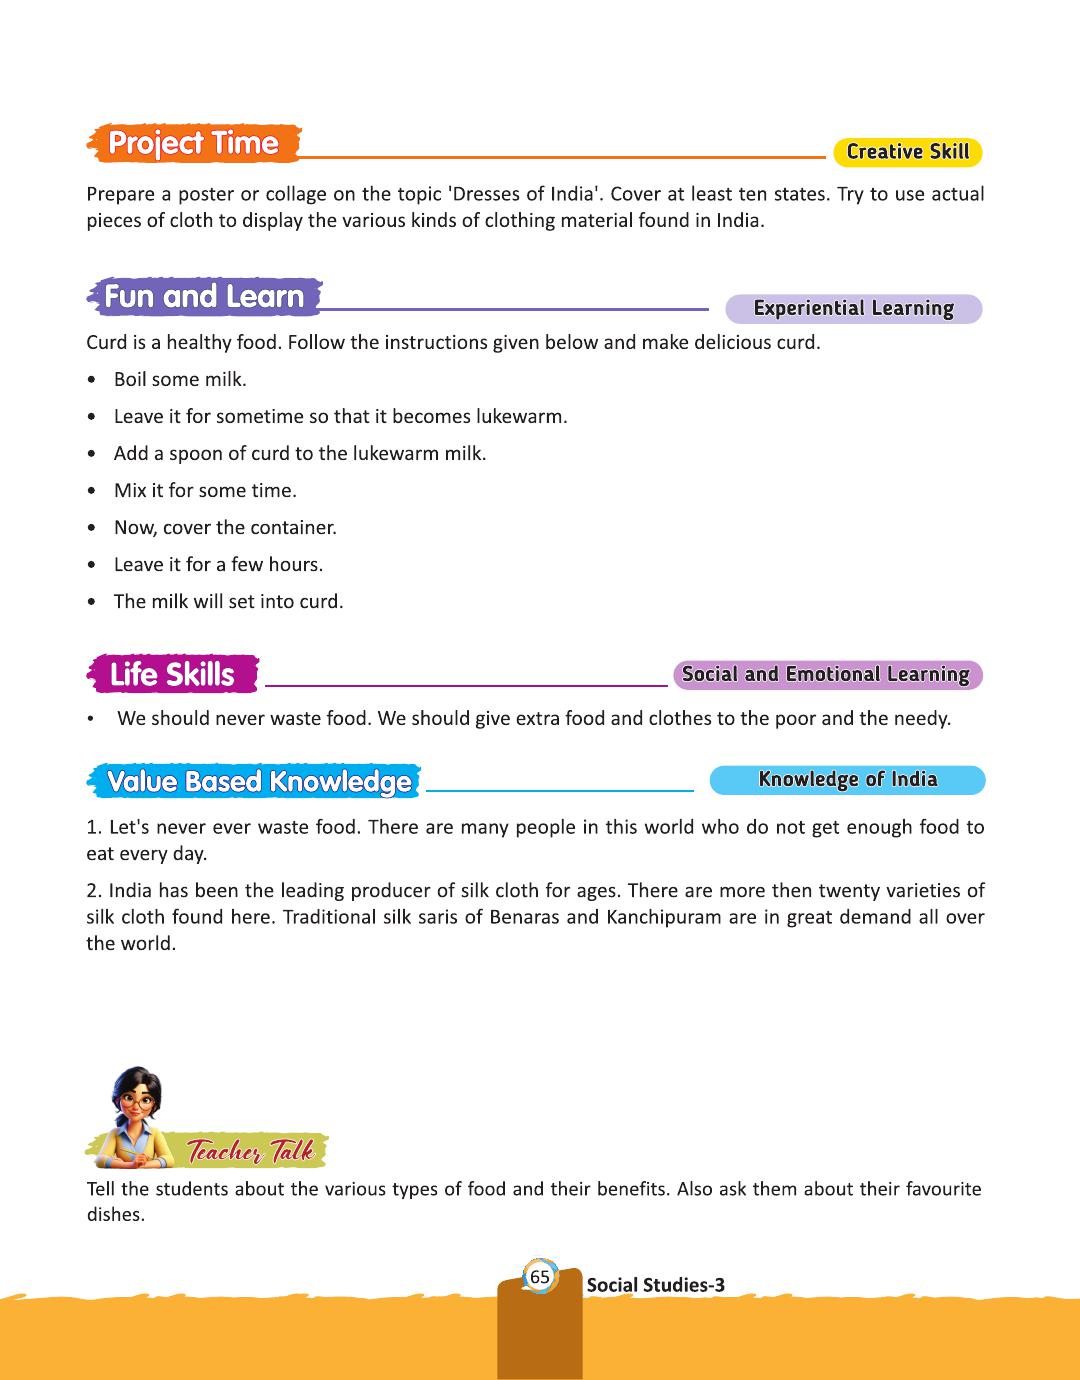 Project Time
Creative Skill
Prepare a poster or collage on the topic 'Dresses of India'. Cover at least ten states. Try to use actual
pieces of cloth to display the various kinds of clothing material found in India.
Fun and Learn
Experiential Learning
Curd is a healthy food. Follow the instructions given below and make delicious curd.
• Boil some milk.
• Leave it for sometime so that it becomes lukewarm.
• Add a spoon of curd to the lukewarm milk.
• Mix it for some time.
• Now, cover the container.
• Leave it for a few hours.
• The milk will set into curd.
Life Skills
Social and Emotional Learning
• We should never waste food. We should give extra food and clothes to the poor and the needy.
Value Based Knowledge
Knowledge of India
1. Let's never ever waste food. There are many people in this world who do not get enough food to
eat every day.
2. India has been the leading producer of silk cloth for ages. There are more then twenty varieties of
silk cloth found here. Traditional silk saris of Benaras and Kanchipuram are in great demand all over
the world.
Teacher Talk
Tell the students about the various types of food and their benefits. Also ask them about their favourite
dishes.
65
Social Studies-3